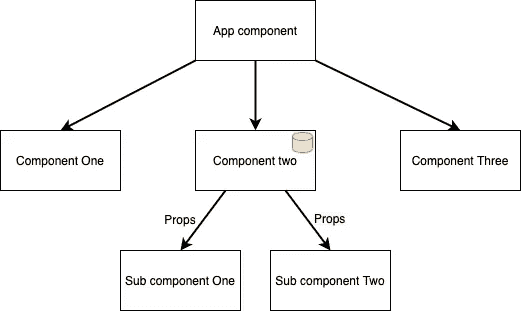 App component
Component One
Component two
Component Three
Props
Props
Sub component One
Sub component Two